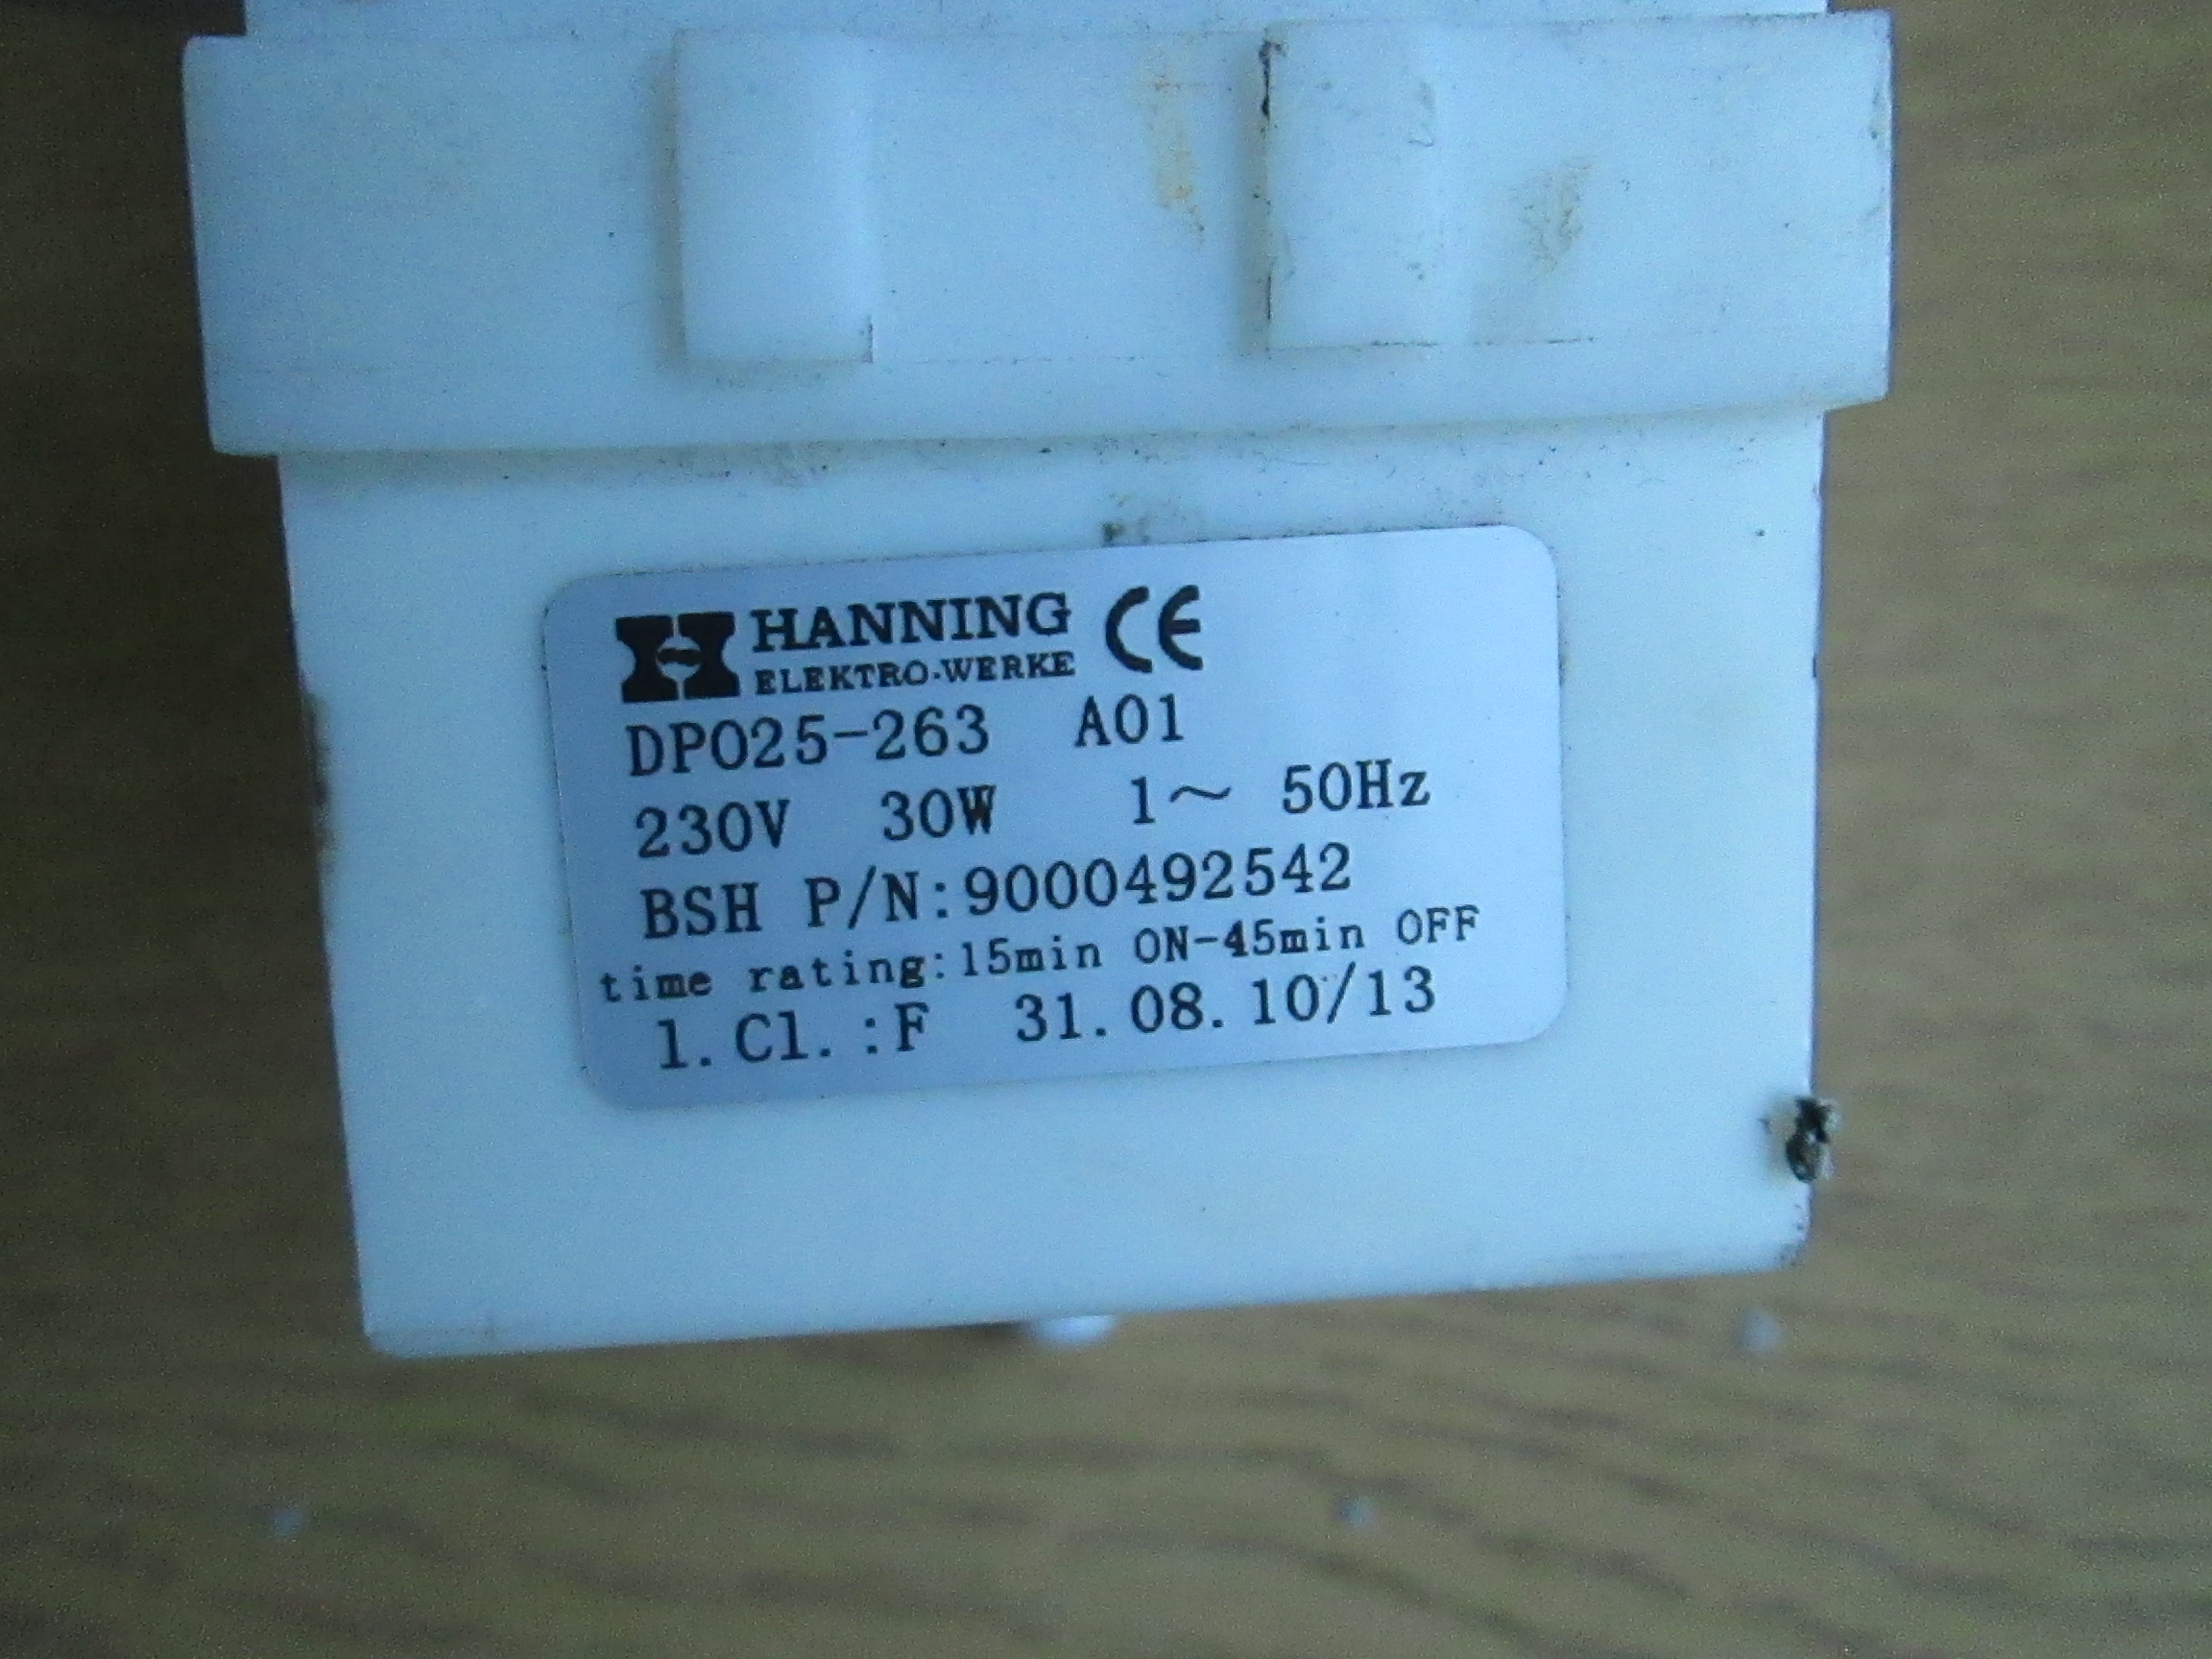 HANNING CE
ELEKTRO-WERKE
DP025-263 A01
230V 30W 1~ 50Hz
BSH P/N:9000492542
time rating:15min ON-45min OFF
l.Cl.:F 31.08.10/13